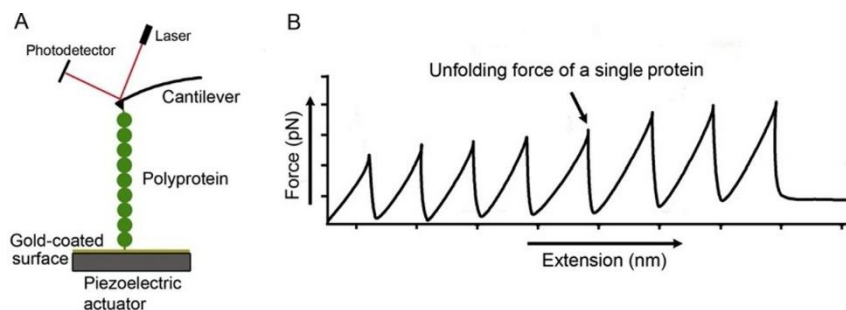 A
Laser
Photodetector
Cantilever
Polyprotein
Gold-coated
surface
Piezoelectric
actuator
B
Unfolding force of a single protein
Force (pN)
Extension (nm)